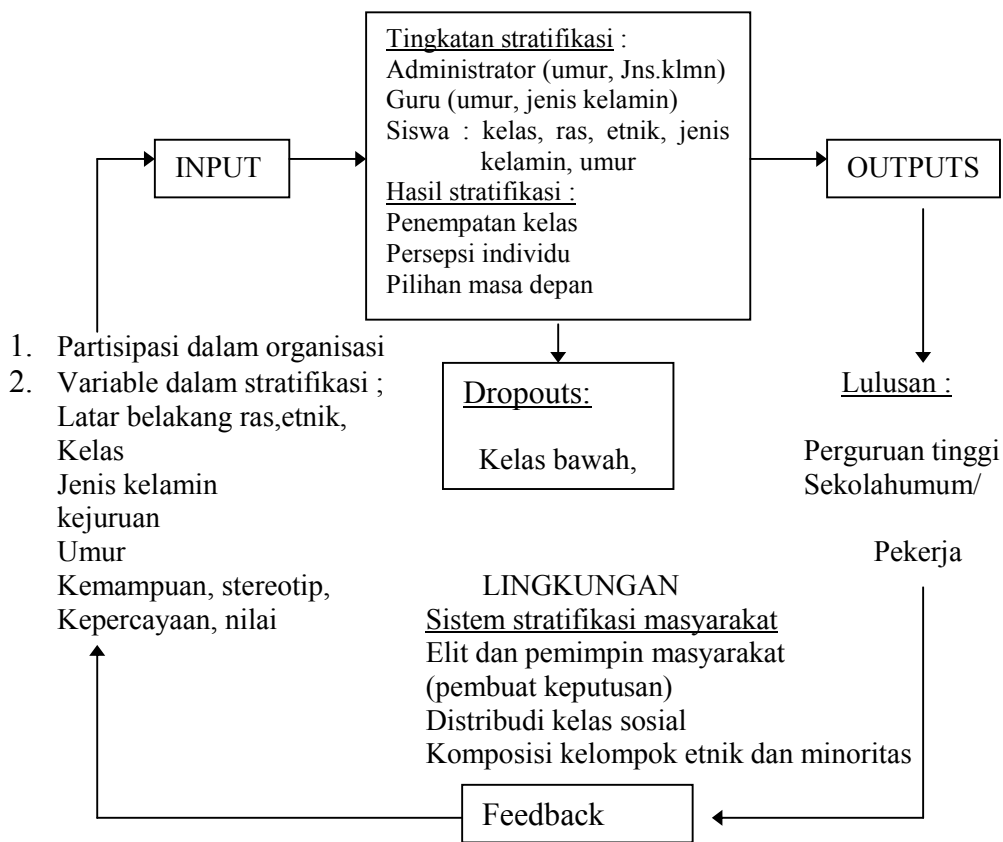 Tingkatan stratifikasi :
Administrator (umur, Jns.klmn)
Guru (umur, jenis kelamin)
Siswa : kelas, ras, etnik, jenis
kelamin, umur
Hasil stratifikasi :
Penempatan kelas
Persepsi individu
Pilihan masa depan
INPUT
OUTPUTS
1. Partisipasi dalam organisasi
2. Variable dalam stratifikasi ;
Latar belakang ras,etnik,
Kelas
Jenis kelamin
kejuruan
Umur
Kemampuan, stereotip,
Kepercayaan, nilai
Dropouts:
Kelas bawah,
Lulusan :
Perguruan tinggi
Sekolahumum/
Pekerja
LINGKUNGAN
Sistem stratifikasi masyarakat
Elit dan pemimpin masyarakat
(pembuat keputusan)
Distribudi kelas sosial
Komposisi kelompok etnik dan minoritas
Feedback